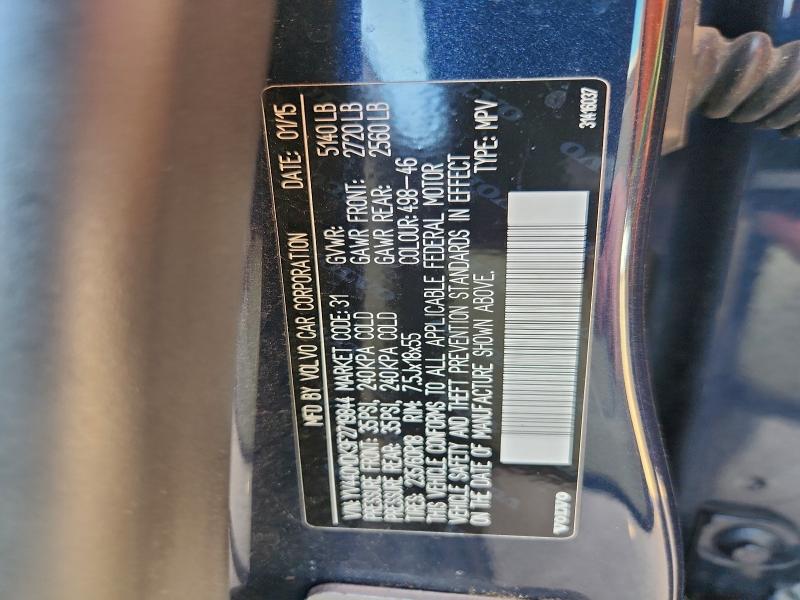 MFD BY VOLVO CAR CORPORATION DATE: 01/15
VIN: YV440MDK9F2719844 MARKET CODE: 31 GVWR: 5140 LB
PRESSURE FRONT: 35PSI, 240KPA COLD GAWR FRONT: 2720 LB
PRESSURE REAR: 35PSI, 240KPA COLD GAWR REAR: 2560 LB
TIRES: 235/60R18 RIM: 7.5Jx18x55 COLOUR: 498-46
THIS VEHICLE CONFORMS TO ALL APPLICABLE FEDERAL MOTOR
VEHICLE SAFETY AND THEFT PREVENTION STANDARDS IN EFFECT
ON THE DATE OF MANUFACTURE SHOWN ABOVE. TYPE: MPV
VOLVO 31416037